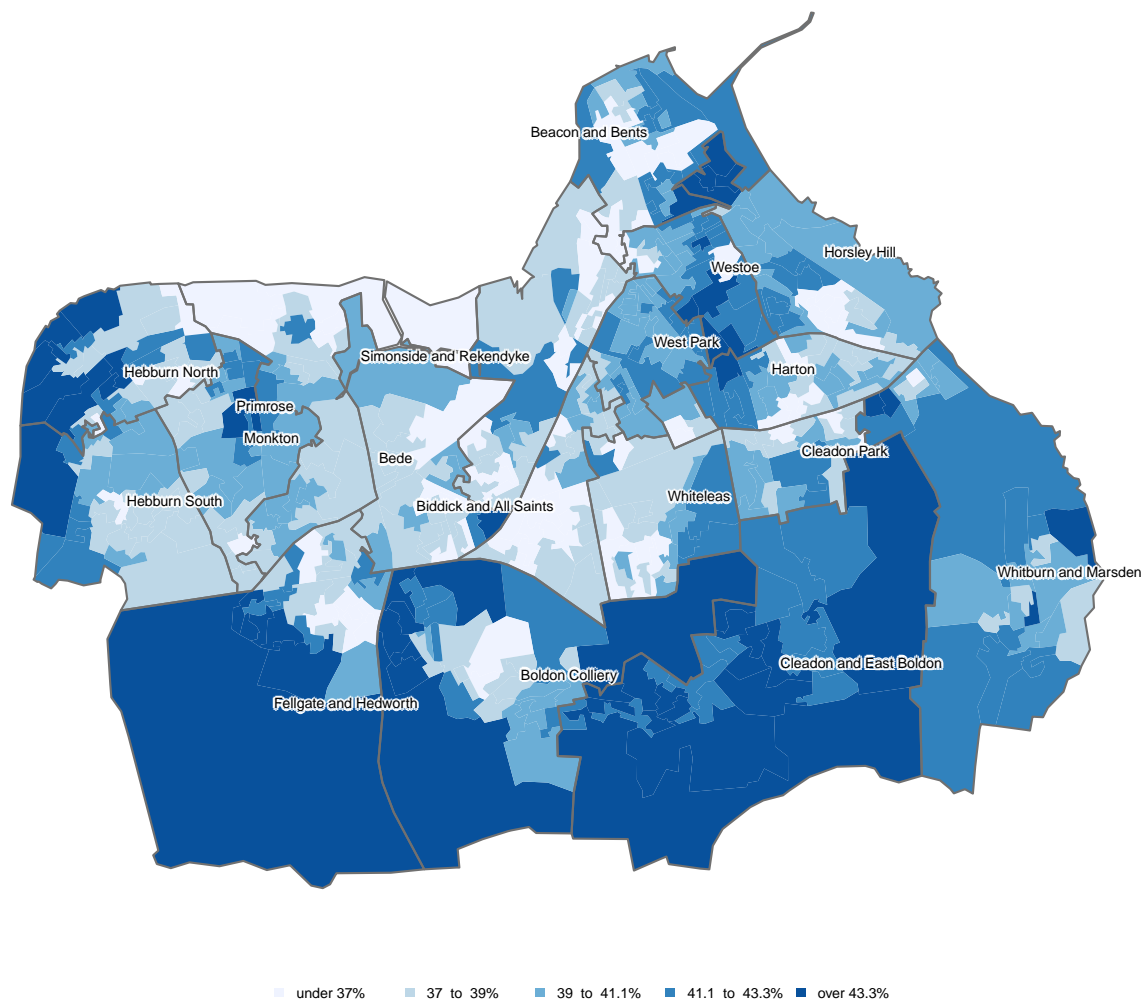 Beacon and Bents
Horsley Hill
Westoe
West Park
Simonside and Rekendyke
Hebburn North
Harton
Primrose
Monkton
Cleadon Park
Bede
Whiteleas
Hebburn South
Biddick and All Saints
Whitburn and Marsden
Cleadon and East Boldon
Boldon Colliery
Fellgate and Hedworth
under 37% 37 to 39% 39 to 41.1% 41.1 to 43.3% over 43.3%